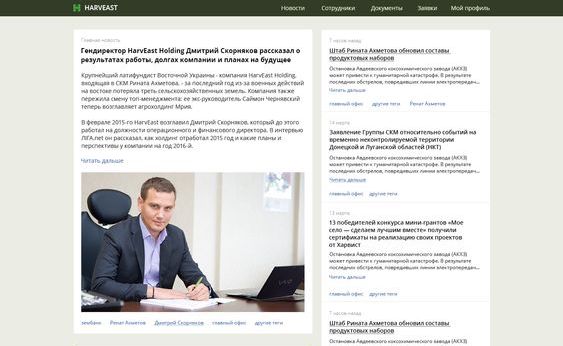 HARVEAST
Новости Сотрудники Документы Заявки Мой профиль
Главная новость
Гендиректор HarvEast Holding Дмитрий Скорняков рассказал о
результатах работы, долгах компании и планах на будущее
Крупнейший латифундист Восточной Украины - компания HarvEast Holding,
входящая в СКМ Рината Ахметова, - за последний год из-за военных действий
на востоке потеряла треть сельскохозяйственных земель. Компания также
пережила смену топ-менеджмента: ее экс-руководитель Саймон Чернявский
теперь возглавляет агрохолдинг Мрия.
В феврале 2015-го HarvEast возглавил Дмитрий Скорняков, который до этого
работал на должности операционного и финансового директора. В интервью
ЛІГА.net он рассказал, как холдинг отработал 2015 год и какие планы и
перспективы у компании на 2016-й.
Читать дальше
зембанк Ринат Ахметов Дмитрий Скорняков главный офис другие теги
7 часов назад
Штаб Рината Ахметова обновил составы
продуктовых наборов
Остановка Авдеевского коксохимического завода (АКХЗ)
может привести к гуманитарной катастрофе. В результате
последних обстрелов, повредивших линии электропередач...
Читать дальше
главный офис другие теги Ринат Ахметов
14 марта
Заявление Группы СКМ относительно событий на
временно неконтролируемой территории
Донецкой и Луганской областей (НКТ)
Остановка Авдеевского коксохимического завода (АКХЗ)
может привести к гуманитарной катастрофе. В результате
последних обстрелов, повредивших линии электропередач...
Читать дальше
главный офис другие теги
13 марта
13 победителей конкурса мини-грантов «Мое
село — сделаем лучшим вместе» получили
сертификаты на реализацию своих проектов
от Харвист
Остановка Авдеевского коксохимического завода (АКХЗ)
может привести к гуманитарной катастрофе. В результате
последних обстрелов, повредивших линии электропередач...
Читать дальше
главный офис другие теги
7 часов назад
Штаб Рината Ахметова обновил составы
продуктовых наборов
Остановка Авдеевского коксохимического завода (АКХЗ)